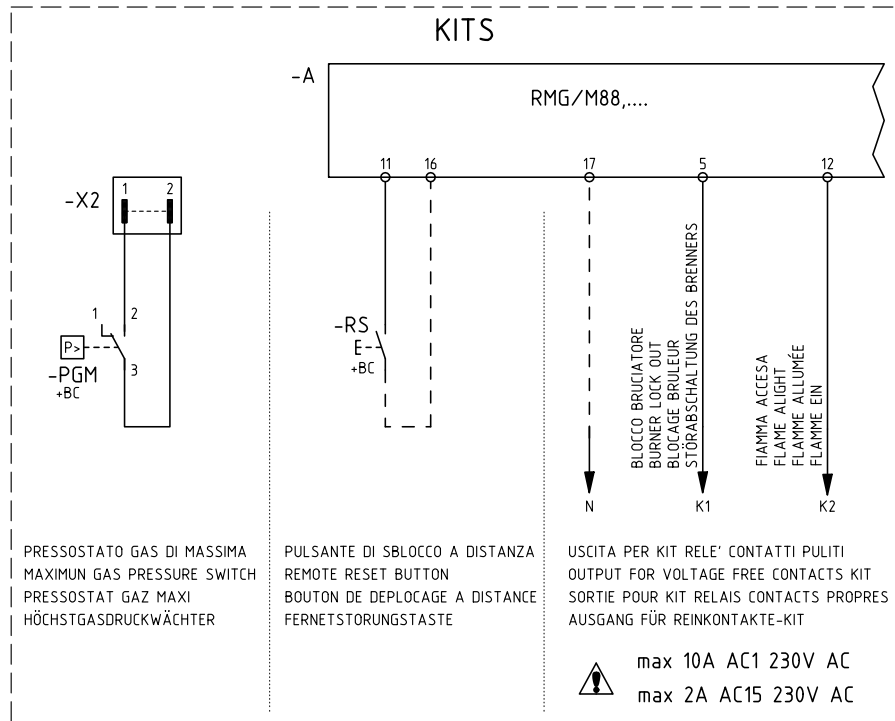 KITS
-A
RMG/M88,....
11 16 17 5 12
-X2
1 2
1 2
P>
-PGM
+BC
3
-RS
E
+BC
BLOCCO BRUCIATORE
BURNER LOCK OUT
BLOCAGE BRULEUR
STÖRABSCHALTUNG DES BRENNERS
FIAMMA ACCESA
FLAME ALIGHT
FLAMME ALLUMÉE
FLAMME EIN
N K1 K2
PRESSOSTATO GAS DI MASSIMA
MAXIMUN GAS PRESSURE SWITCH
PRESSOSTAT GAZ MAXI
HÖCHSTGASDRUCKWÄCHTER
PULSANTE DI SBLOCCO A DISTANZA
REMOTE RESET BUTTON
BOUTON DE DEPLOCAGE A DISTANCE
FERNETSTORUNGSTASTE
USCITA PER KIT RELE' CONTATTI PULITI
OUTPUT FOR VOLTAGE FREE CONTACTS KIT
SORTIE POUR KIT RELAIS CONTACTS PROPRES
AUSGANG FÜR REINKONTAKTE-KIT
max 10A AC1 230V AC
max 2A AC15 230V AC